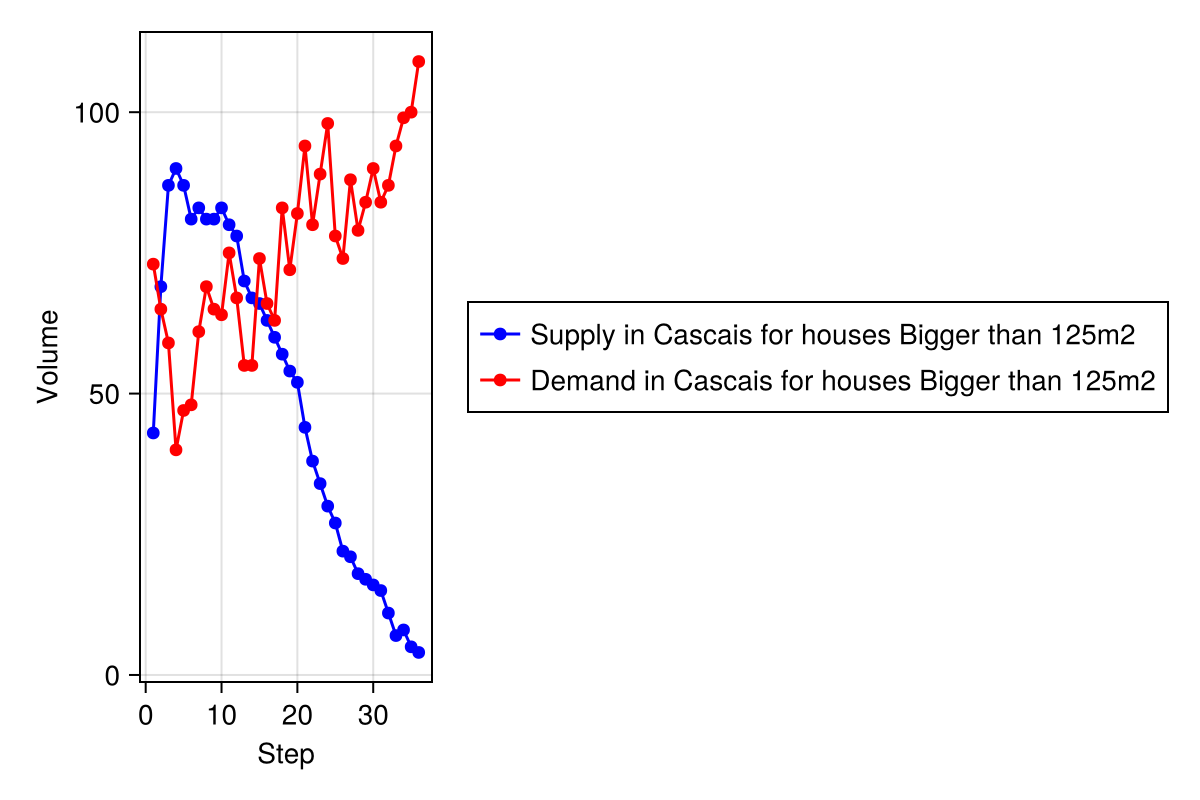 100
50
0
Volume
0 10 20 30
Step
Supply in Cascais for houses Bigger than 125m2
Demand in Cascais for houses Bigger than 125m2